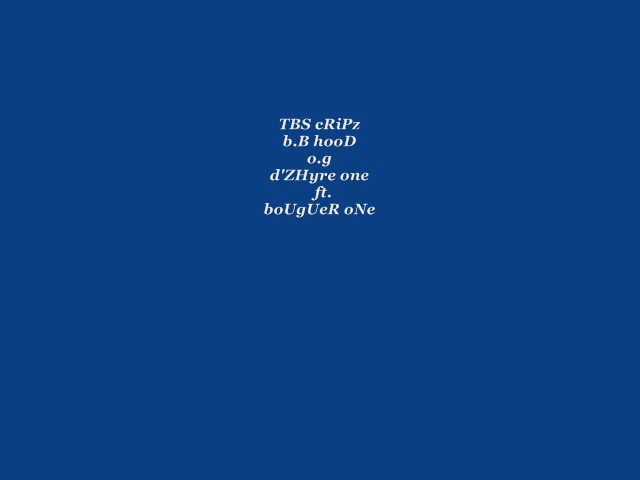 TBS cRiPz
b.B hooD
o.g
d'ZHyre one
ft.
boUgUeR oNe